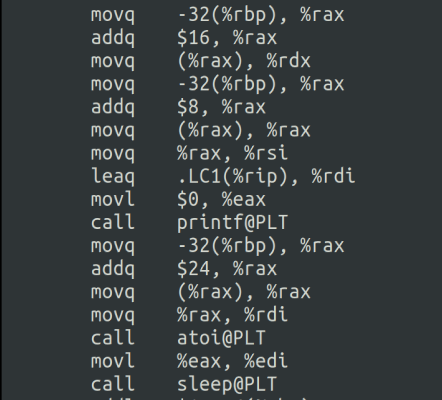 movq -32(%rbp), %rax
addq $16, %rax
movq (%rax), %rdx
movq -32(%rbp), %rax
addq $8, %rax
movq (%rax), %rax
movq %rax, %rsi
leaq .LC1(%rip), %rdi
movl $0, %eax
call printf@PLT
movq -32(%rbp), %rax
addq $24, %rax
movq (%rax), %rax
movq %rax, %rdi
call atoi@PLT
movl %eax, %edi
call sleep@PLT